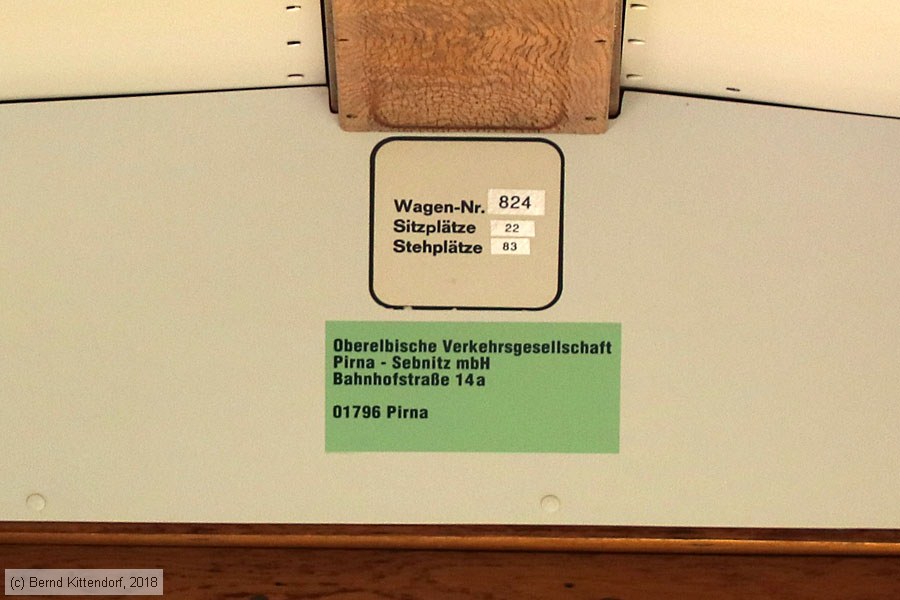 Wagen-Nr. 824
Sitzplätze 22
Stehplätze 83
Oberelbische Verkehrsgesellschaft
Pirna - Sebnitz mbH
Bahnhofstraße 14a
01796 Pirna
(c) Bernd Kittendorf, 2018